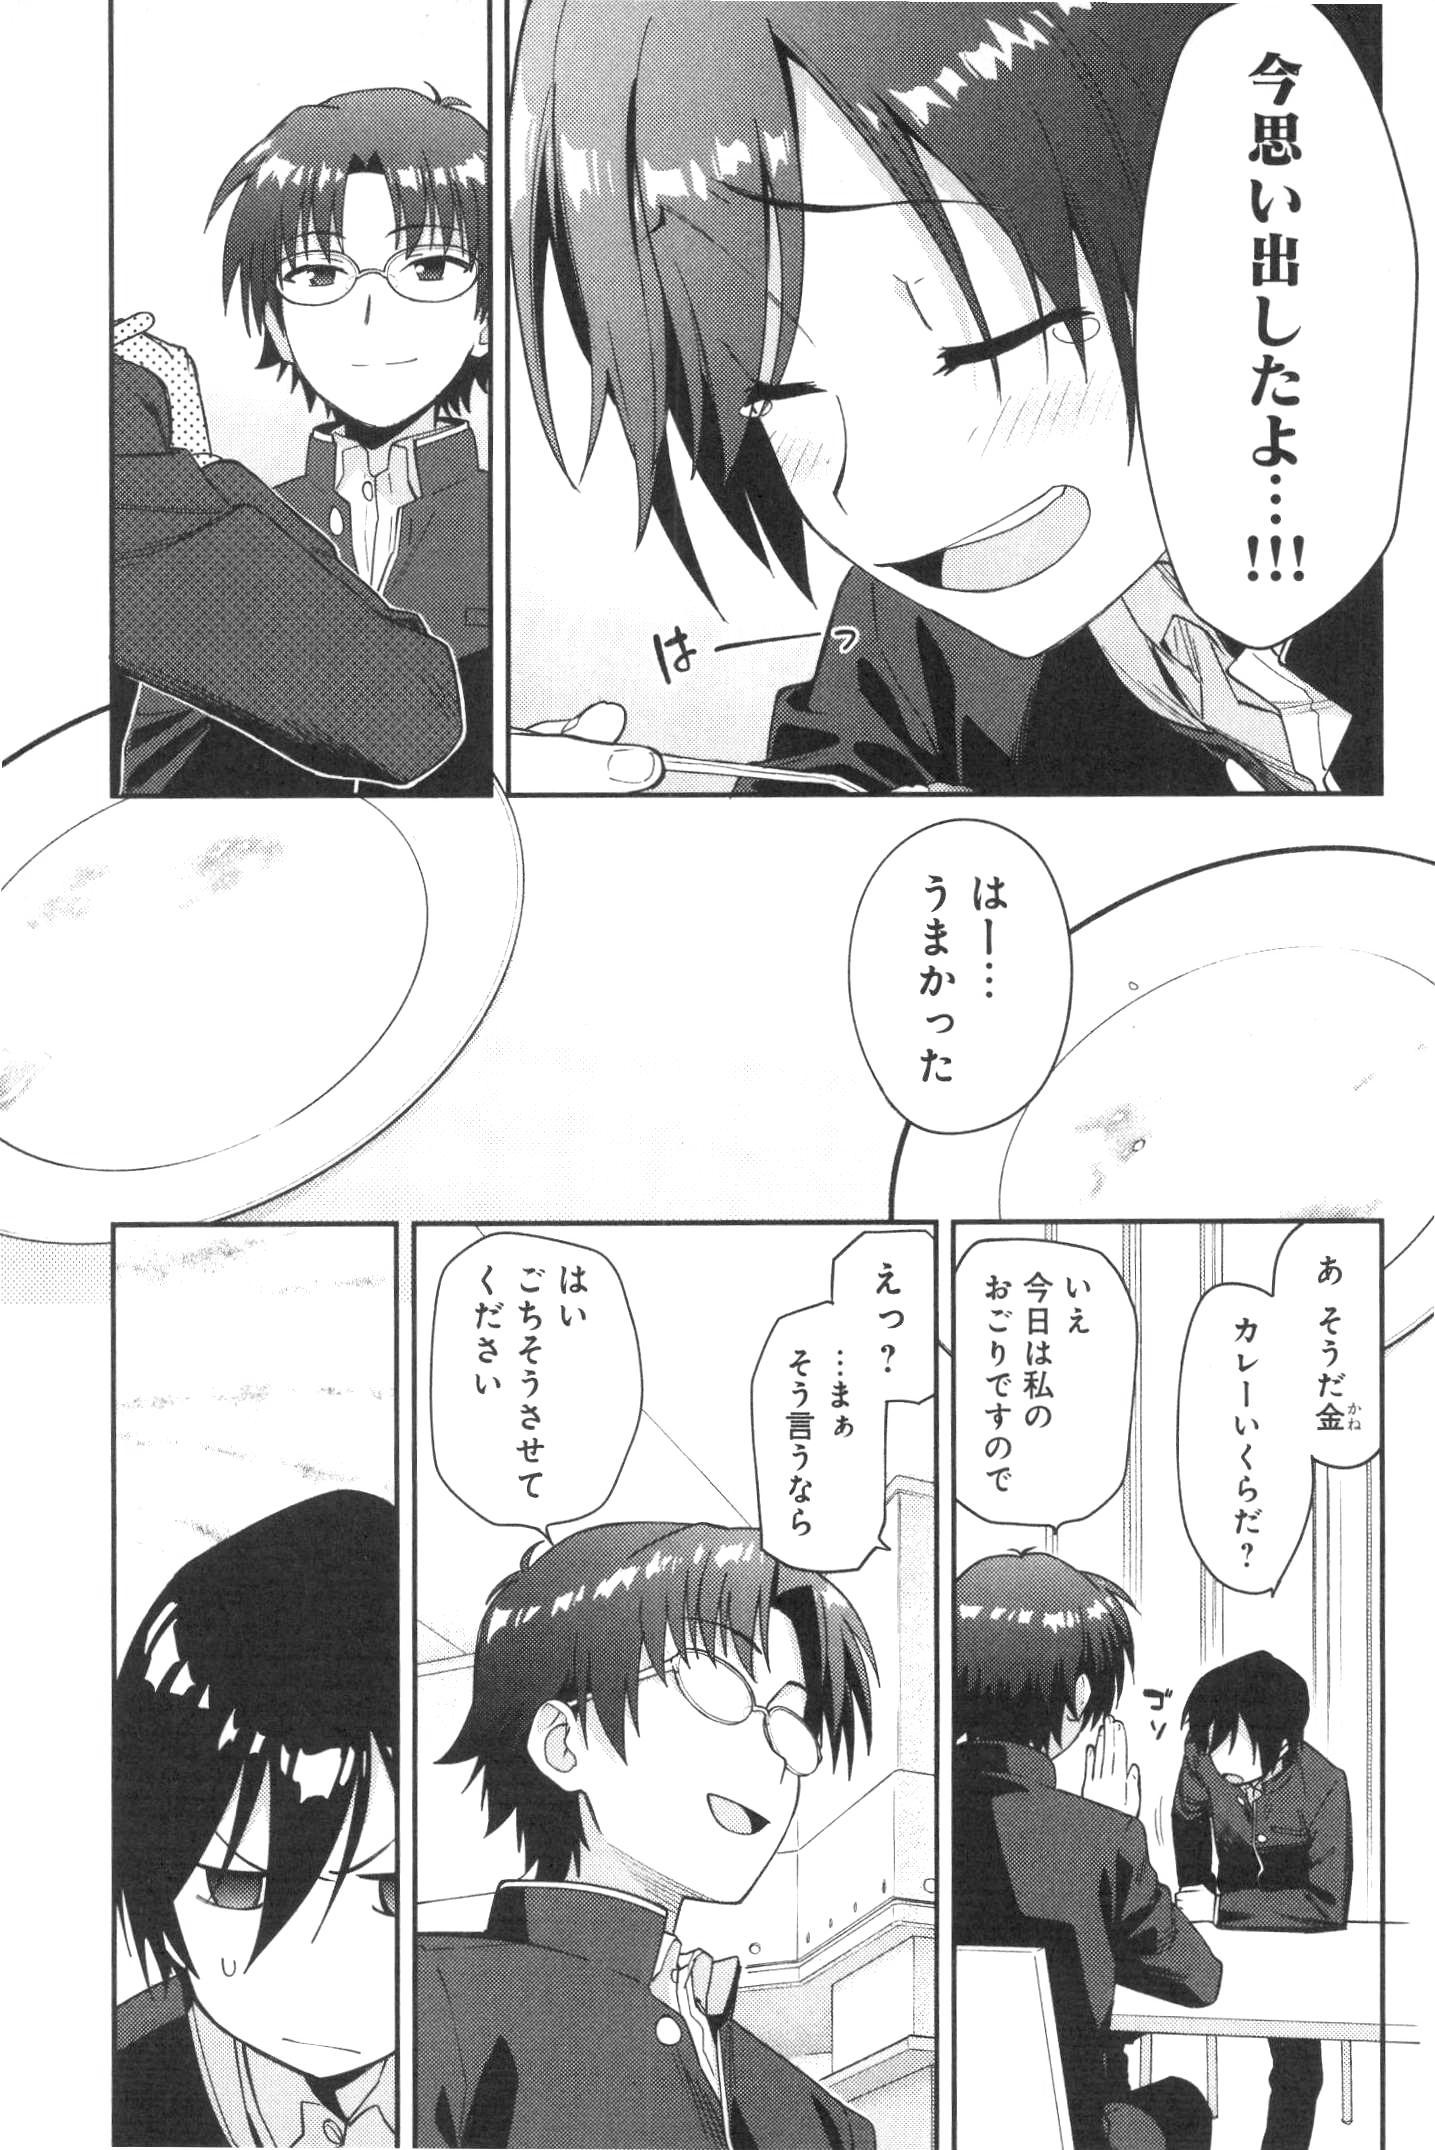 今思い出したよ…!!!
はーっ
はー…
うまかった
あ そうだ金
かね
カレーいくらだ?
いえ
今日は私の
おごりですので
ゴソ
えっ?
…まぁ
そう言うなら
はい
ごちそうさせて
ください